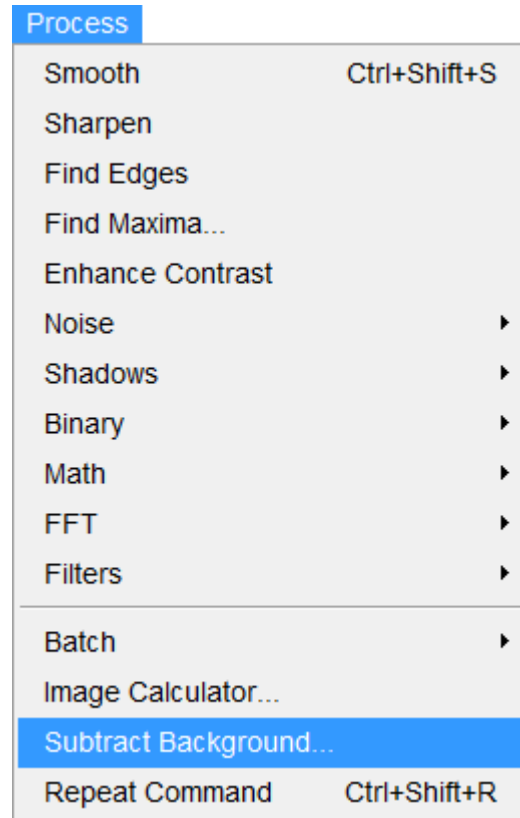 Process
Smooth Ctrl+Shift+S
Sharpen
Find Edges
Find Maxima...
Enhance Contrast
Noise
Shadows
Binary
Math
FFT
Filters
Batch
Image Calculator...
Subtract Background...
Repeat Command Ctrl+Shift+R